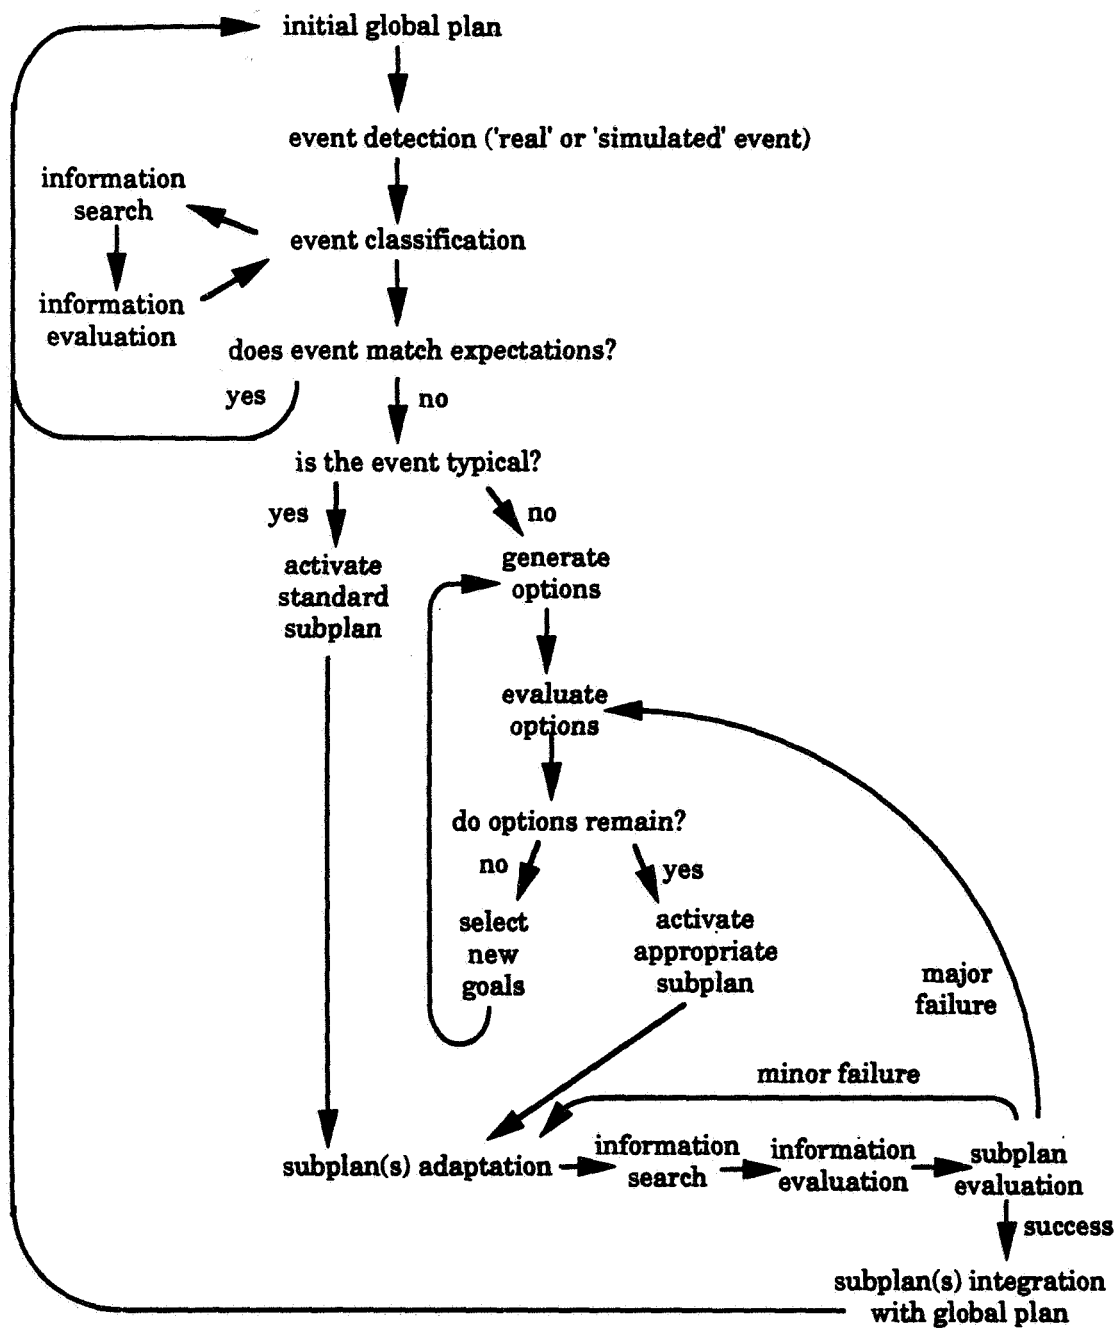 initial global plan
event detection ('real' or 'simulated' event)
information
search
event classification
information
evaluation
does event match expectations?
yes
no
is the event typical?
yes
no
activate
standard
subplan
generate
options
evaluate
options
do options remain?
no
yes
select
new
goals
activate
appropriate
subplan
major
failure
minor failure
subplan(s) adaptation
information
search
information
evaluation
subplan
evaluation
success
subplan(s) integration
with global plan